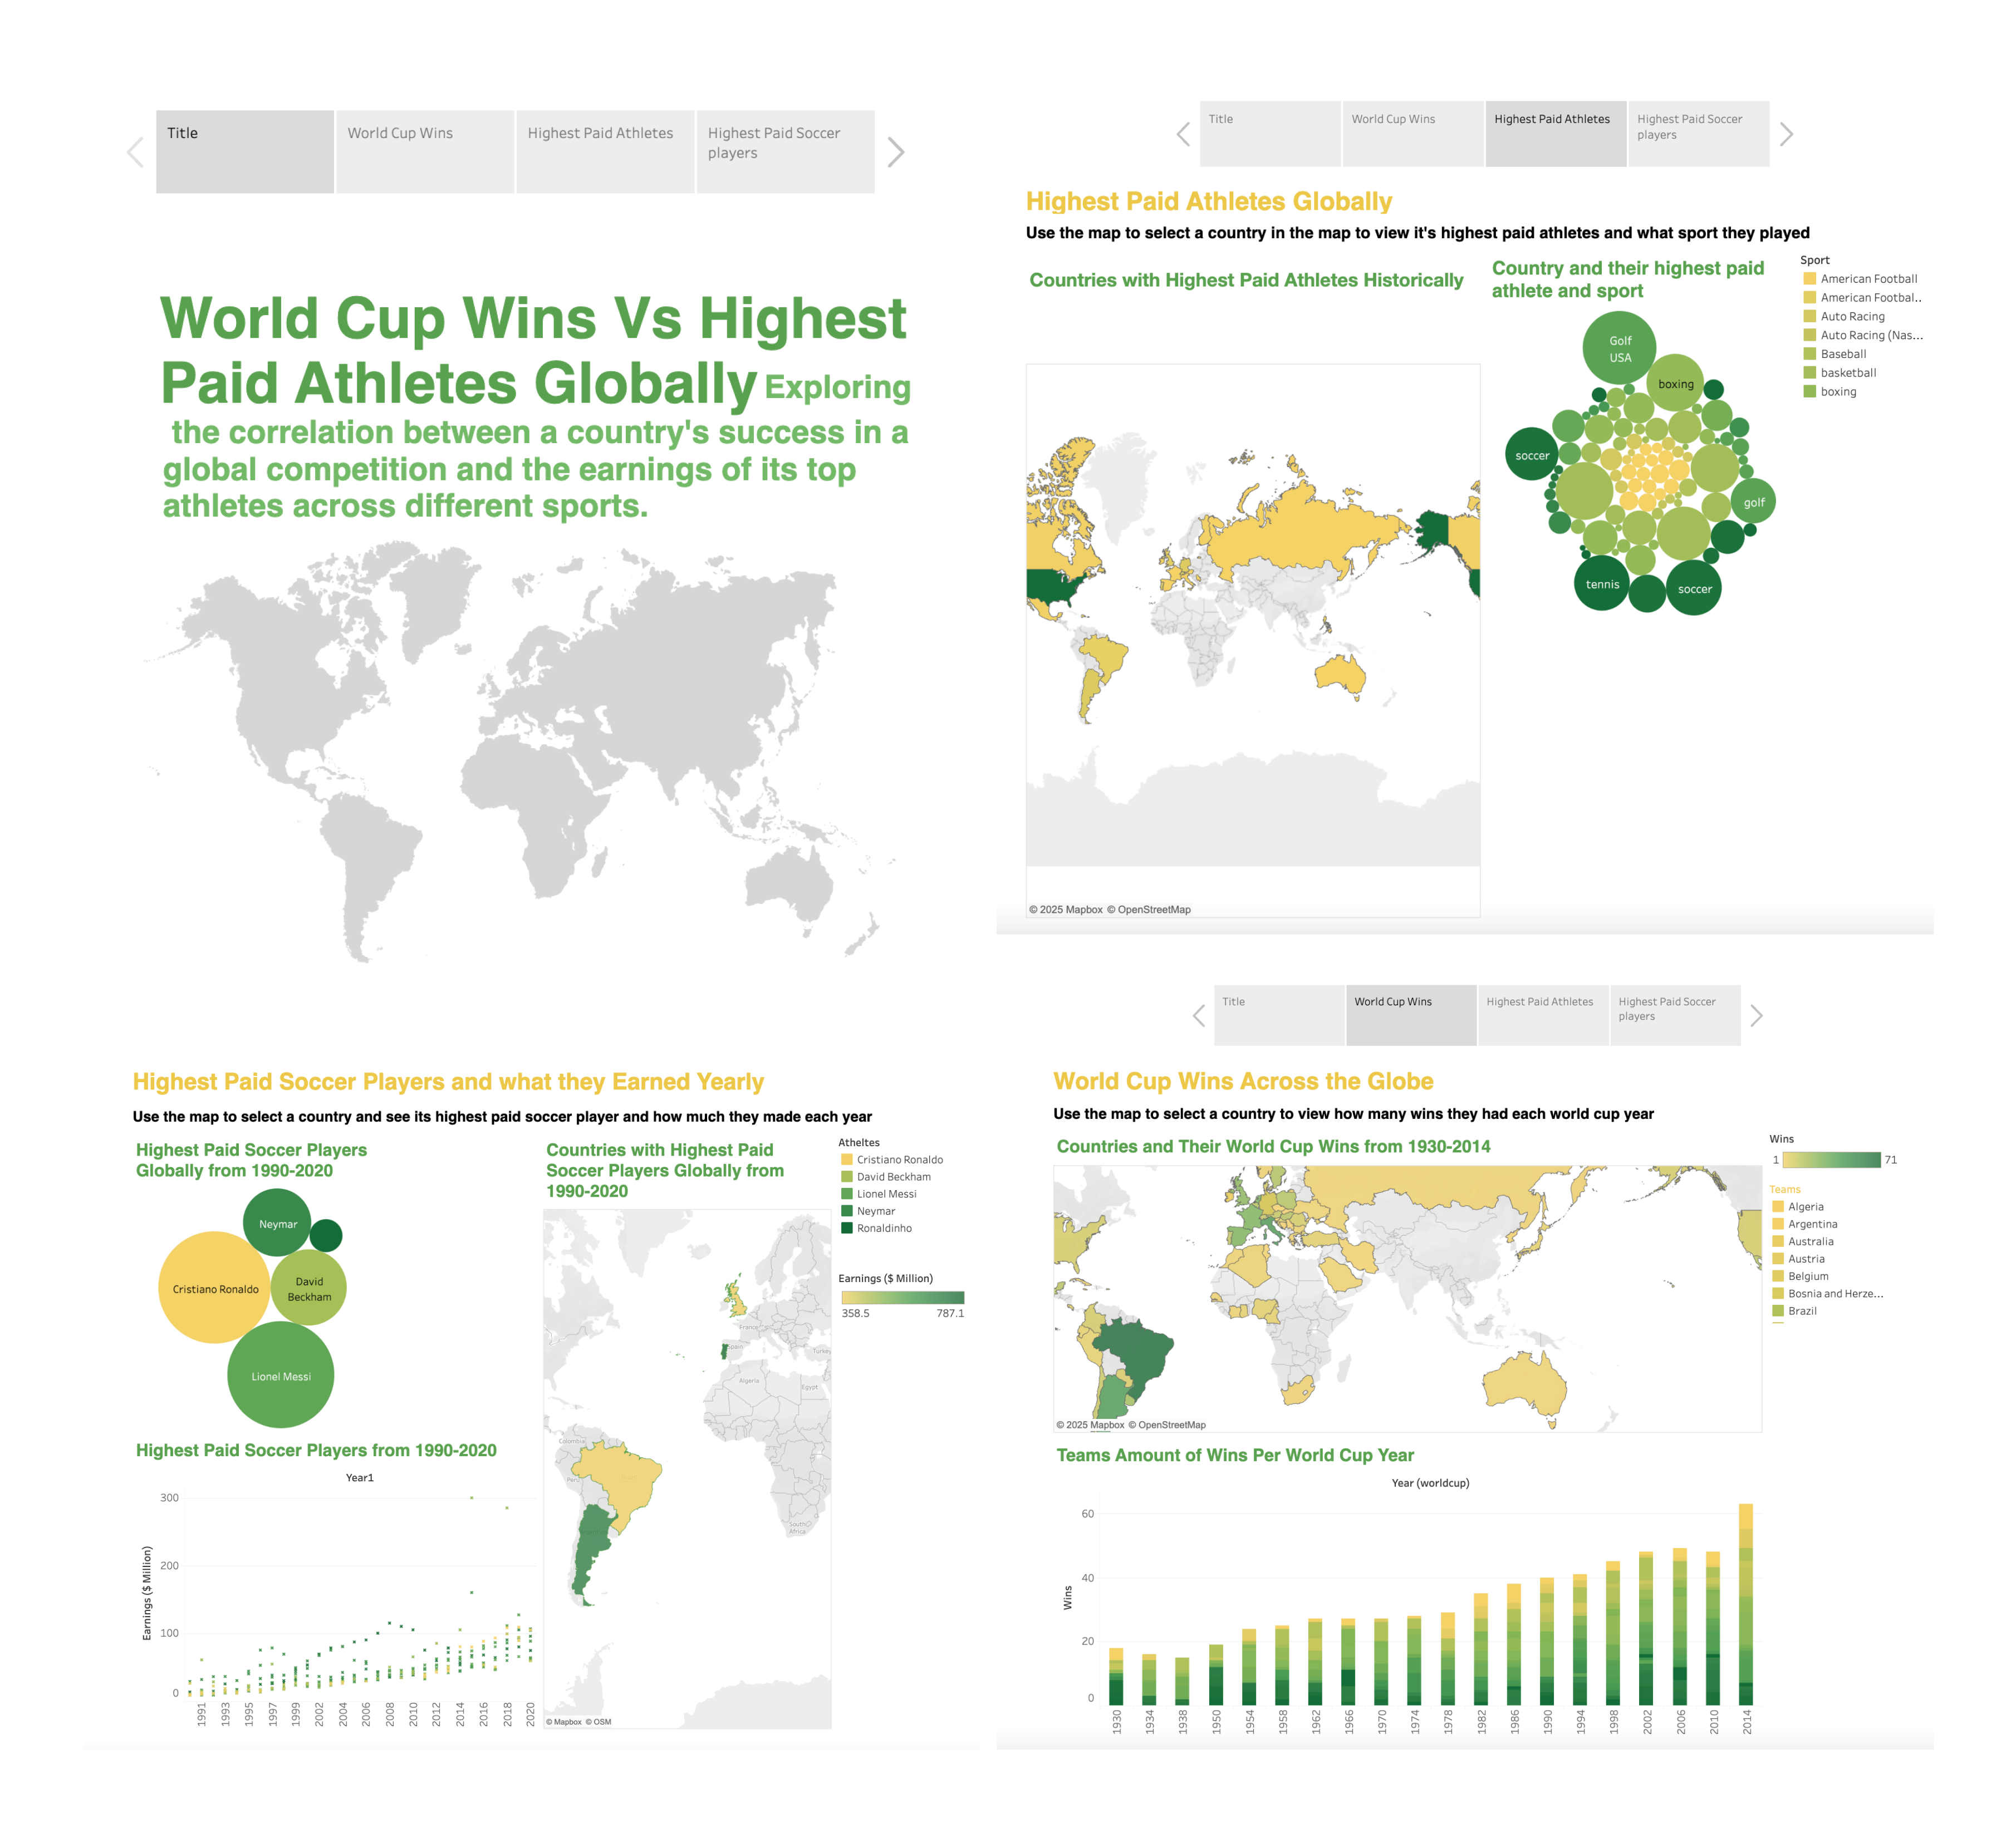 Title
World Cup Wins
Highest Paid Athletes
Highest Paid Soccer
players
World Cup Wins Vs Highest
Paid Athletes Globally Exploring
the correlation between a country's success in a
global competition and the earnings of its top
athletes across different sports.
Title
World Cup Wins
Highest Paid Athletes
Highest Paid Soccer
players
Highest Paid Athletes Globally
Use the map to select a country in the map to view it's highest paid athletes and what sport they played
Countries with Highest Paid Athletes Historically
© 2025 Mapbox © OpenStreetMap
Country and their highest paid
athlete and sport
Golf
USA
boxing
soccer
golf
tennis
soccer
Sport
American Football
American Footbal..
Auto Racing
Auto Racing (Nas...
Baseball
basketball
boxing
Highest Paid Soccer Players and what they Earned Yearly
Use the map to select a country and see its highest paid soccer player and how much they made each year
Highest Paid Soccer Players
Globally from 1990-2020
Neymar
Cristiano Ronaldo
David
Beckham
Lionel Messi
Highest Paid Soccer Players from 1990-2020
Year1
Earnings ($ Million)
300
200
100
0
1991
1993
1995
1997
1999
2002
2004
2006
2008
2010
2012
2014
2016
2018
2020
Countries with Highest Paid
Soccer Players Globally from
1990-2020
France
Spain
Turkey
Algeria
Egypt
Colombia
Peru
South
Africa
© Mapbox © OSM
Atheltes
Cristiano Ronaldo
David Beckham
Lionel Messi
Neymar
Ronaldinho
Earnings ($ Million)
358.5
787.1
Title
World Cup Wins
Highest Paid Athletes
Highest Paid Soccer
players
World Cup Wins Across the Globe
Use the map to select a country to view how many wins they had each world cup year
Countries and Their World Cup Wins from 1930-2014
© 2025 Mapbox © OpenStreetMap
Wins
1
71
Teams
Algeria
Argentina
Australia
Austria
Belgium
Bosnia and Herze...
Brazil
Teams Amount of Wins Per World Cup Year
Year (worldcup)
Wins
60
40
20
0
1930
1934
1938
1950
1954
1958
1962
1966
1970
1974
1978
1982
1986
1990
1994
1998
2002
2006
2010
2014